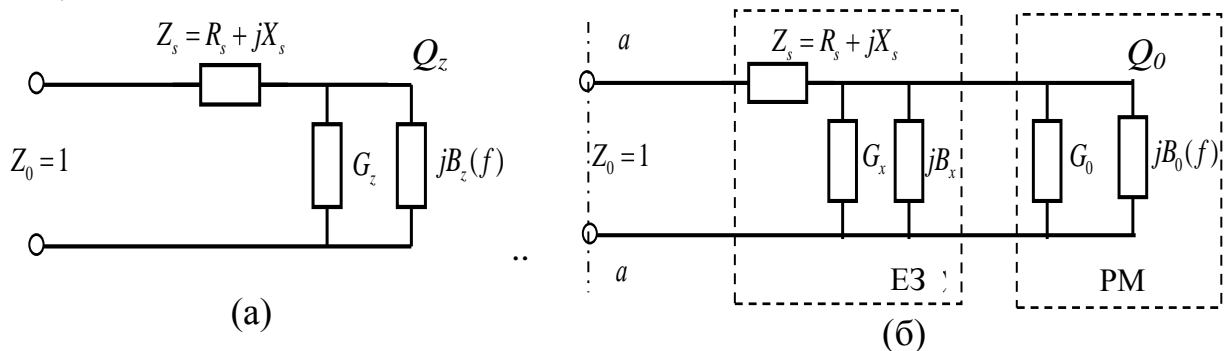 Z_s = R_s + jX_s
Q_z
Z_0 = 1
G_z
jB_z(f)
(а)
..
a
Z_s = R_s + jX_s
Q_0
Z_0 = 1
G_x
jB_x
G_0
jB_0(f)
a
ЕЗ
РМ
(б)